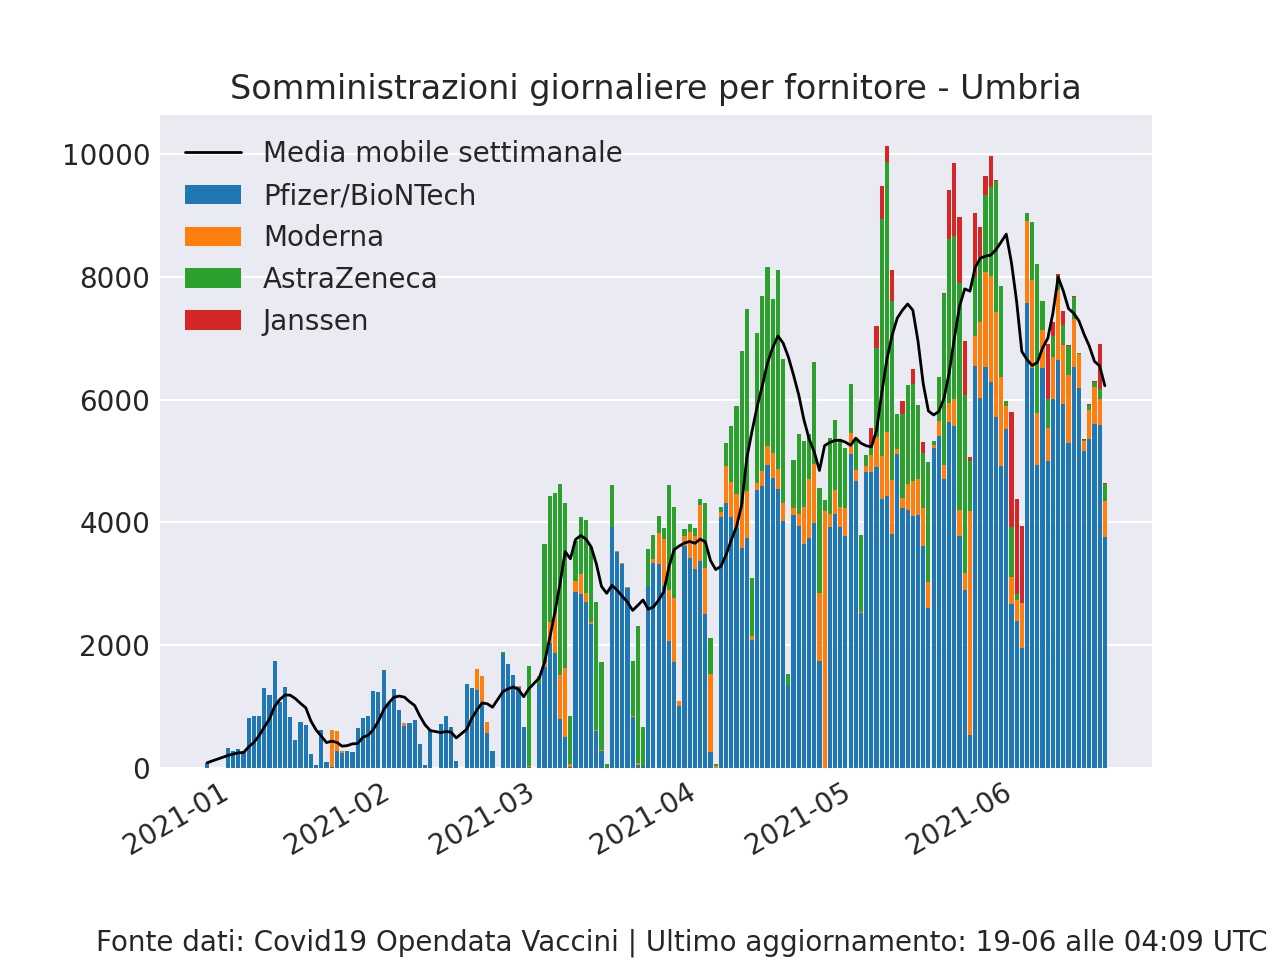 Somministrazioni giornaliere per fornitore - Umbria
Media mobile settimanale
Pfizer/BioNTech
Moderna
AstraZeneca
Janssen
10000
8000
6000
4000
2000
0
2021-01
2021-02
2021-03
2021-04
2021-05
2021-06
Fonte dati: Covid19 Opendata Vaccini | Ultimo aggiornamento: 19-06 alle 04:09 UTC